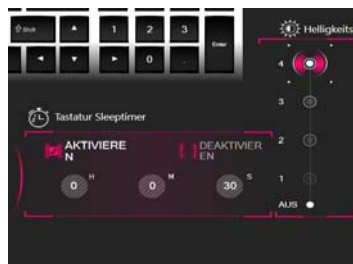 Shift
1 2 3
Enter
0 .
Helligkeits
4
3
2
1
AUS
Tastatur Sleeptimer
AKTIVIERE
N
DEAKTIVIER
EN
0 H 0 M 30 S